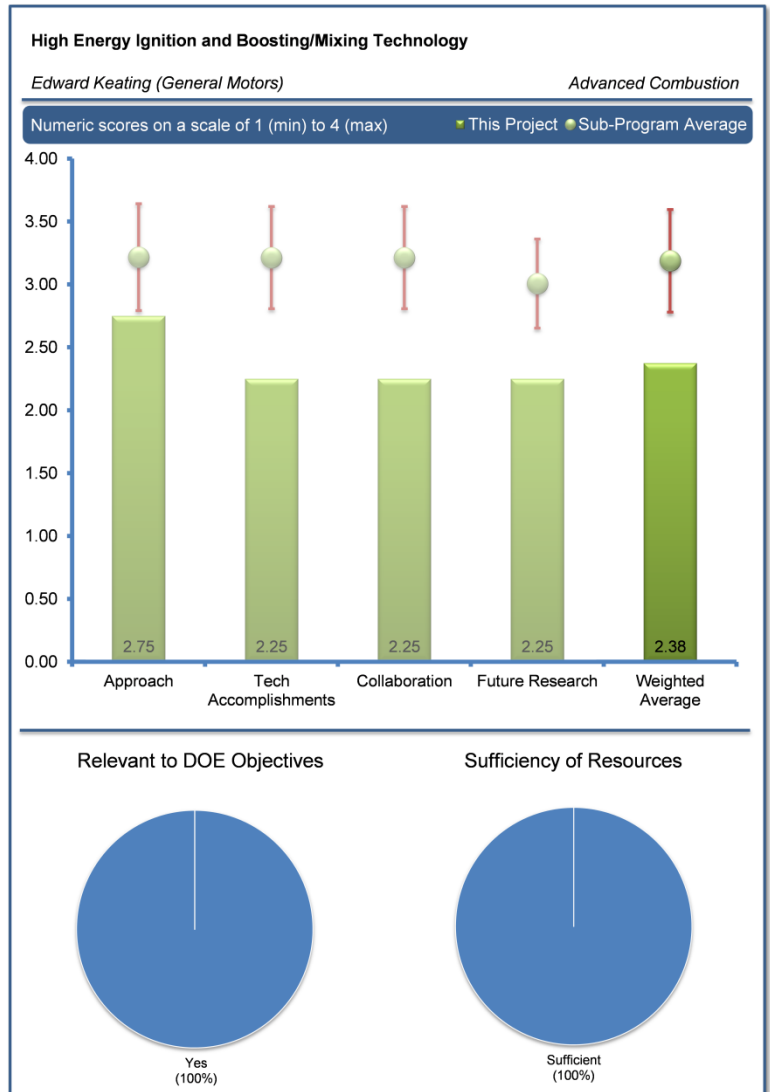 High Energy Ignition and Boosting/Mixing Technology
Edward Keating (General Motors) Advanced Combustion
Numeric scores on a scale of 1 (min) to 4 (max) This Project Sub-Program Average
4.00
3.50
3.00
2.50
2.00
1.50
1.00
0.50
0.00
2.75 2.25 2.25 2.25 2.38
Approach Tech Collaboration Future Research Weighted
Accomplishments Average
Relevant to DOE Objectives Sufficiency of Resources
Yes Sufficient
(100%) (100%)